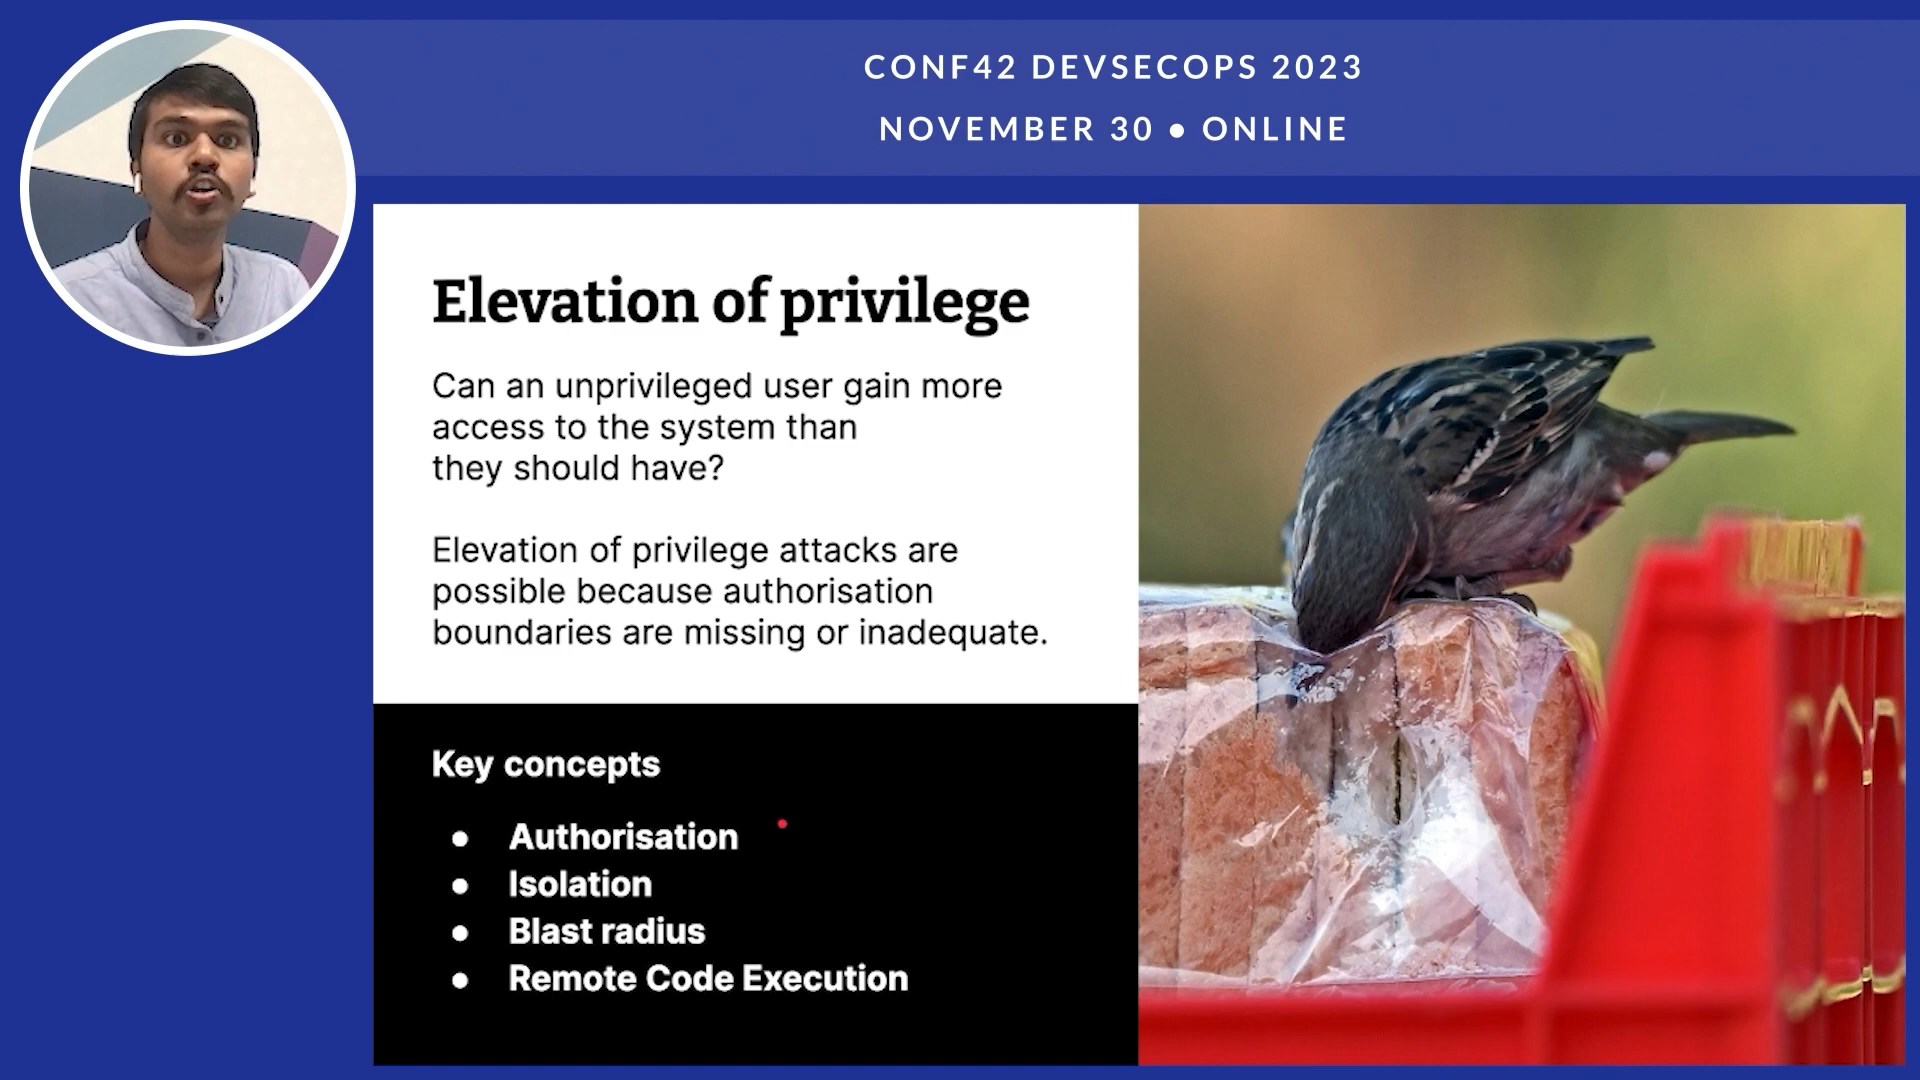 CONF42 DEVSECOPS 2023
NOVEMBER 30 • ONLINE
Elevation of privilege
Can an unprivileged user gain more
access to the system than
they should have?
Elevation of privilege attacks are
possible because authorisation
boundaries are missing or inadequate.
Key concepts
● Authorisation
● Isolation
● Blast radius
● Remote Code Execution